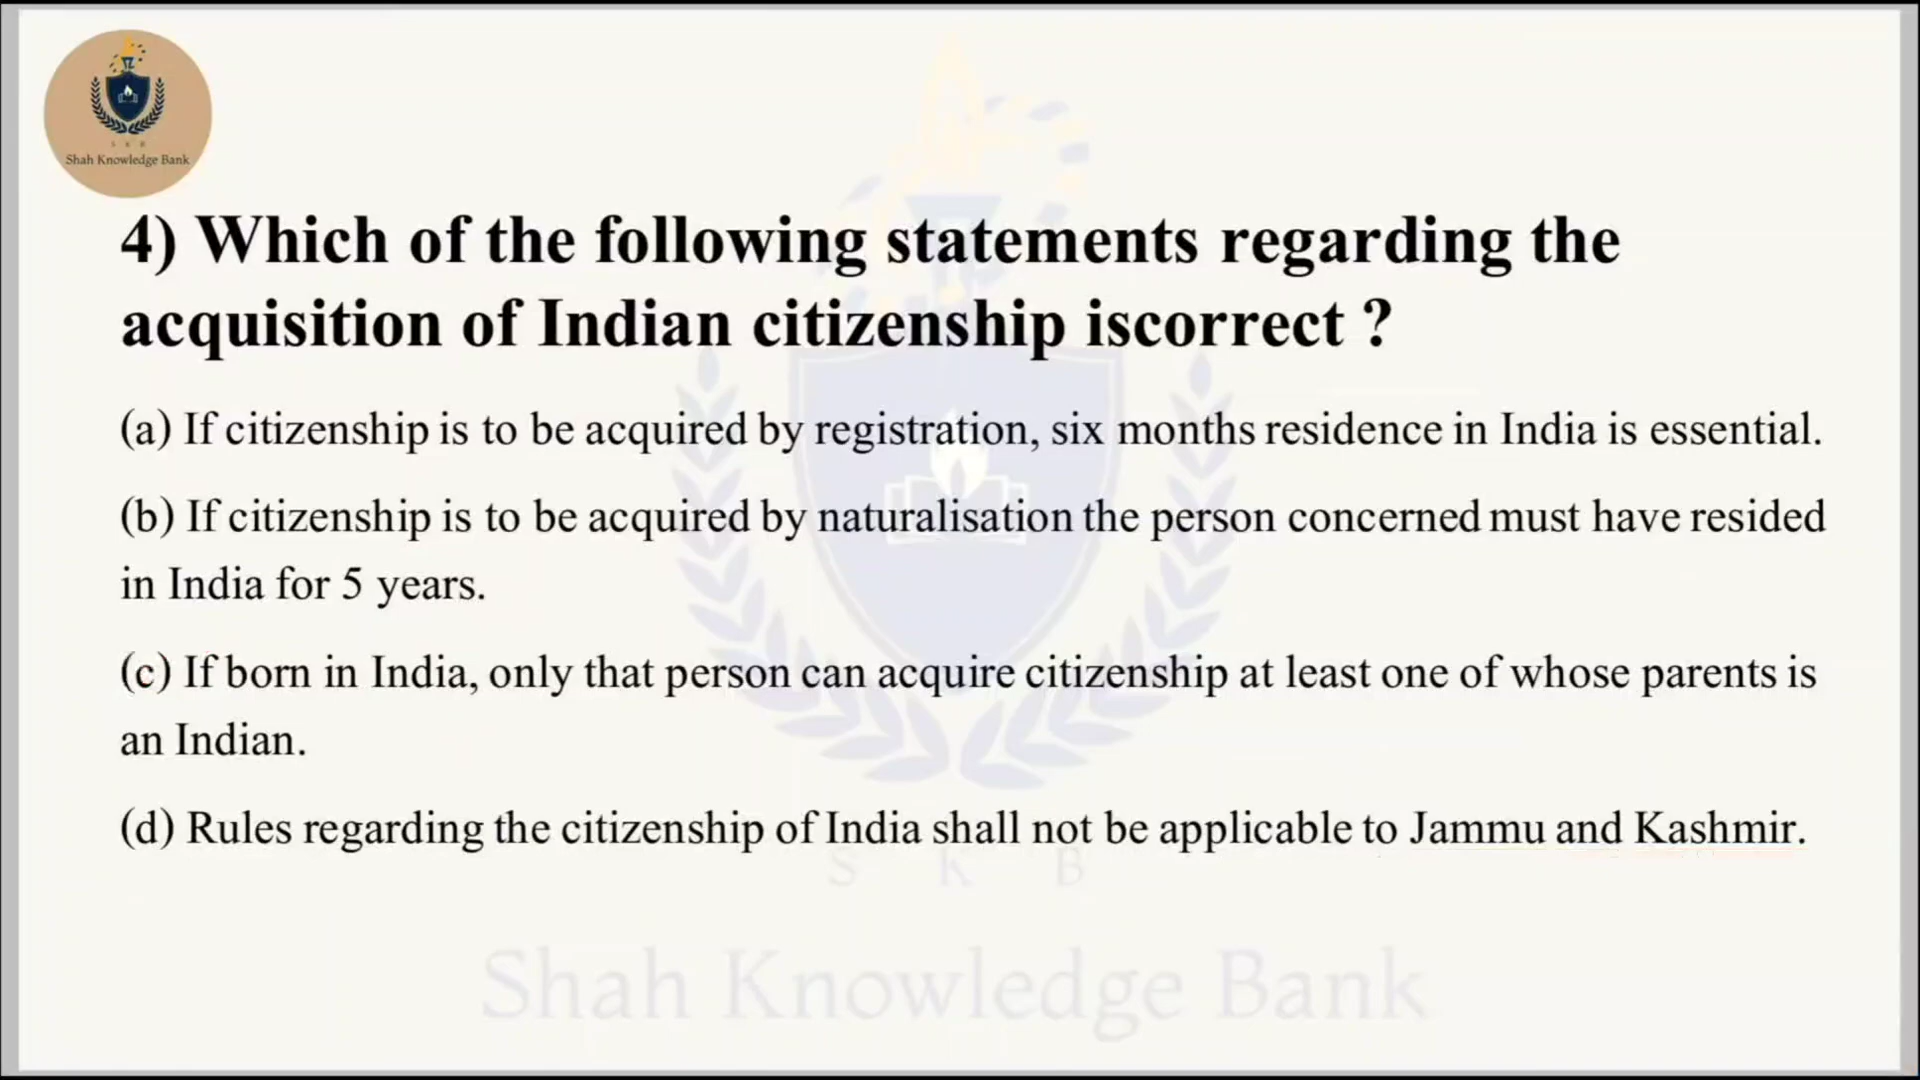 S K B
Shah Knowledge Bank
4) Which of the following statements regarding the
acquisition of Indian citizenship iscorrect ?
(a) If citizenship is to be acquired by registration, six months residence in India is essential.
(b) If citizenship is to be acquired by naturalisation the person concerned must have resided
in India for 5 years.
(c) If born in India, only that person can acquire citizenship at least one of whose parents is
an Indian.
(d) Rules regarding the citizenship of India shall not be applicable to Jammu and Kashmir.
S K B
Shah Knowledge Bank